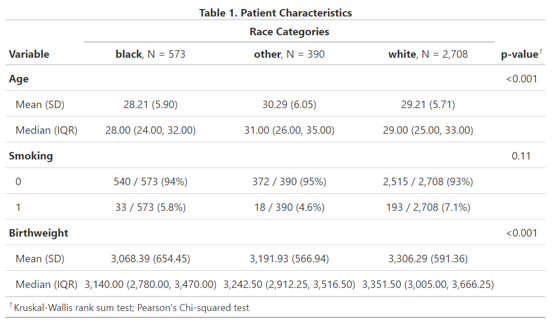 Table 1. Patient Characteristics
Race Categories
Variable black, N = 573 other, N = 390 white, N = 2,708 p-value†
Age <0.001
Mean (SD) 28.21 (5.90) 30.29 (6.05) 29.21 (5.71)
Median (IQR) 28.00 (24.00, 32.00) 31.00 (26.00, 35.00) 29.00 (25.00, 33.00)
Smoking 0.11
0 540 / 573 (94%) 372 / 390 (95%) 2,515 / 2,708 (93%)
1 33 / 573 (5.8%) 18 / 390 (4.6%) 193 / 2,708 (7.1%)
Birthweight <0.001
Mean (SD) 3,068.39 (654.45) 3,191.93 (566.94) 3,306.29 (591.36)
Median (IQR) 3,140.00 (2,780.00, 3,470.00) 3,242.50 (2,912.25, 3,516.50) 3,351.50 (3,005.00, 3,666.25)
† Kruskal-Wallis rank sum test; Pearson's Chi-squared test